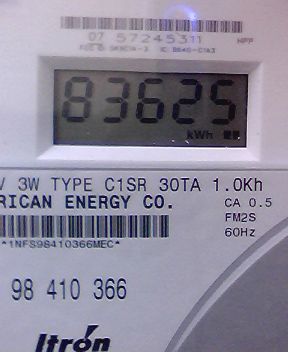 07 57245311
83625
kWh
V 3W TYPE C1SR 30TA 1.0Kh
RICAN ENERGY CO.
CA 0.5
FM2S
60Hz
*1NFS98410366MEC*
98 410 366
Itrón